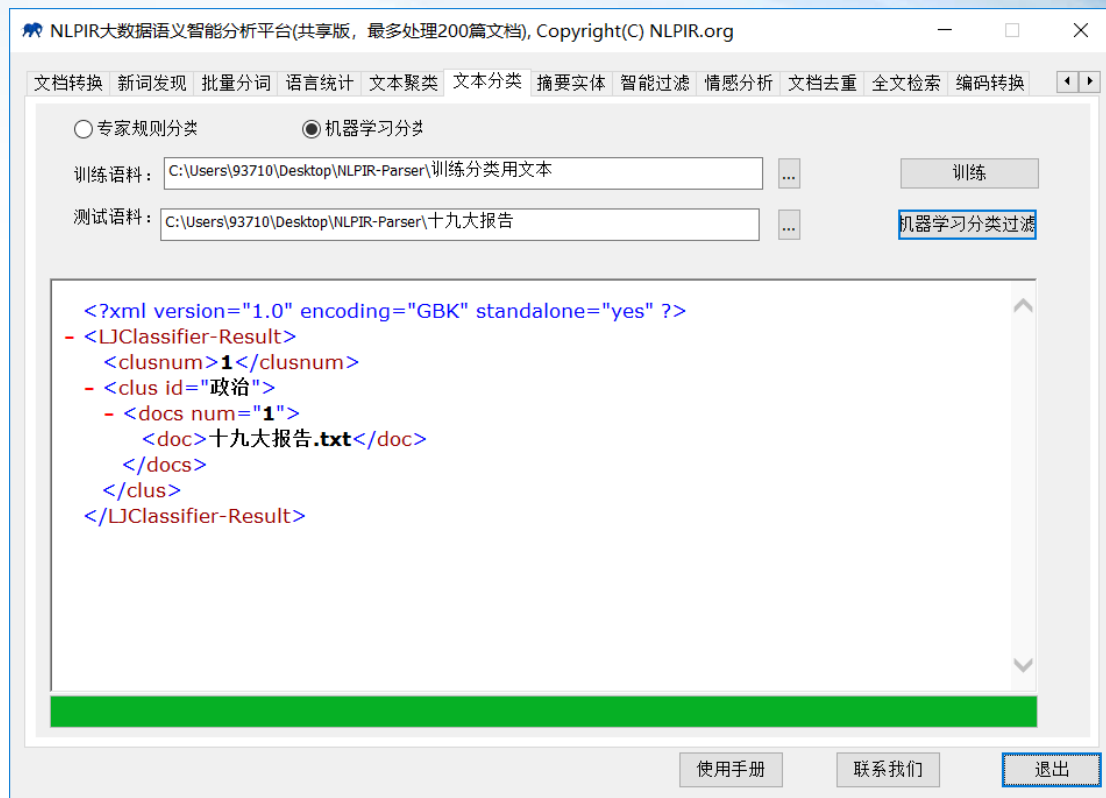 NLPIR大数据语义智能分析平台(共享版，最多处理200篇文档), Copyright(C) NLPIR.org
文档转换 新词发现 批量分词 语言统计 文本聚类 文本分类 摘要实体 智能过滤 情感分析 文档去重 全文检索 编码转换
专家规则分类 机器学习分类
训练语料： C:\Users\93710\Desktop\NLPIR-Parser\训练分类用文本 ... 训练
测试语料： C:\Users\93710\Desktop\NLPIR-Parser\十九大报告 ... 机器学习分类过滤
<?xml version="1.0" encoding="GBK" standalone="yes" ?>
- <LJClassifier-Result>
<clusnum>1</clusnum>
- <clus id="政治">
- <docs num="1">
<doc>十九大报告.txt</doc>
</docs>
</clus>
</LJClassifier-Result>
使用手册 联系我们 退出